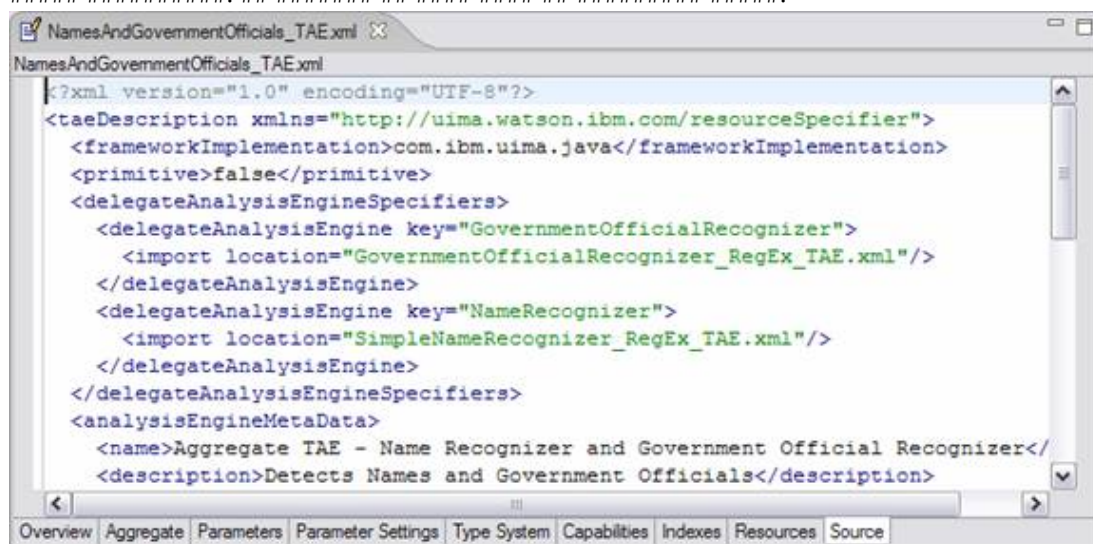 NamesAndGovernmentOfficials_TAE.xml
NamesAndGovernmentOfficials_TAE.xml
<?xml version="1.0" encoding="UTF-8"?>
<taeDescription xmlns="http://uima.watson.ibm.com/resourceSpecifier">
<frameworkImplementation>com.ibm.uima.java</frameworkImplementation>
<primitive>false</primitive>
<delegateAnalysisEngineSpecifiers>
<delegateAnalysisEngine key="GovernmentOfficialRecognizer">
<import location="GovernmentOfficialRecognizer_RegEx_TAE.xml"/>
</delegateAnalysisEngine>
<delegateAnalysisEngine key="NameRecognizer">
<import location="SimpleNameRecognizer_RegEx_TAE.xml"/>
</delegateAnalysisEngine>
</delegateAnalysisEngineSpecifiers>
<analysisEngineMetaData>
<name>Aggregate TAE - Name Recognizer and Government Official Recognizer</
<description>Detects Names and Government Officials</description>
Overview Aggregate Parameters Parameter Settings Type System Capabilities Indexes Resources Source